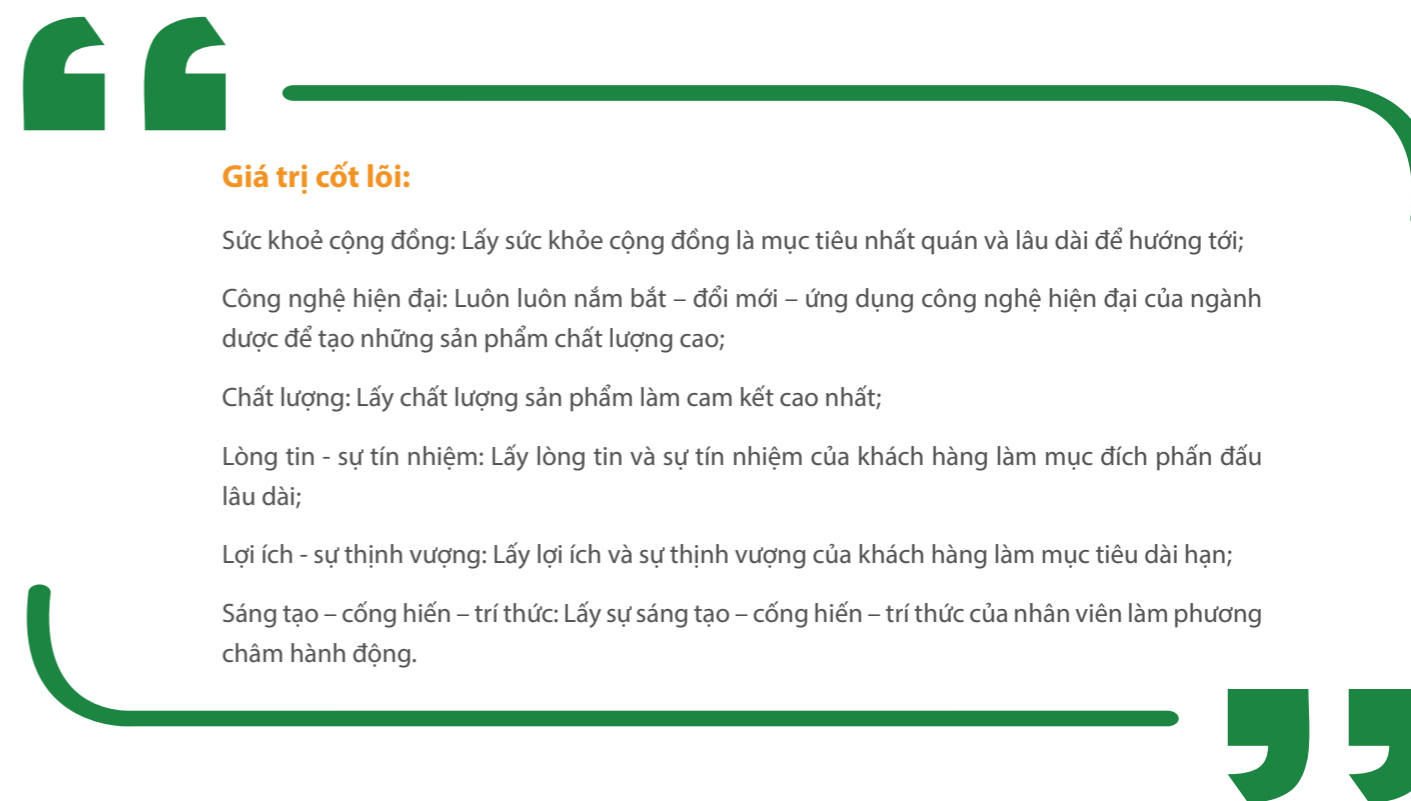 Giá trị cốt lõi:
Sức khoẻ cộng đồng: Lấy sức khỏe cộng đồng là mục tiêu nhất quán và lâu dài để hướng tới;
Công nghệ hiện đại: Luôn luôn nắm bắt – đổi mới – ứng dụng công nghệ hiện đại của ngành
dược để tạo những sản phẩm chất lượng cao;
Chất lượng: Lấy chất lượng sản phẩm làm cam kết cao nhất;
Lòng tin - sự tín nhiệm: Lấy lòng tin và sự tín nhiệm của khách hàng làm mục đích phấn đấu
lâu dài;
Lợi ích - sự thịnh vượng: Lấy lợi ích và sự thịnh vượng của khách hàng làm mục tiêu dài hạn;
Sáng tạo – cống hiến – trí thức: Lấy sự sáng tạo – cống hiến – trí thức của nhân viên làm phương
châm hành động.